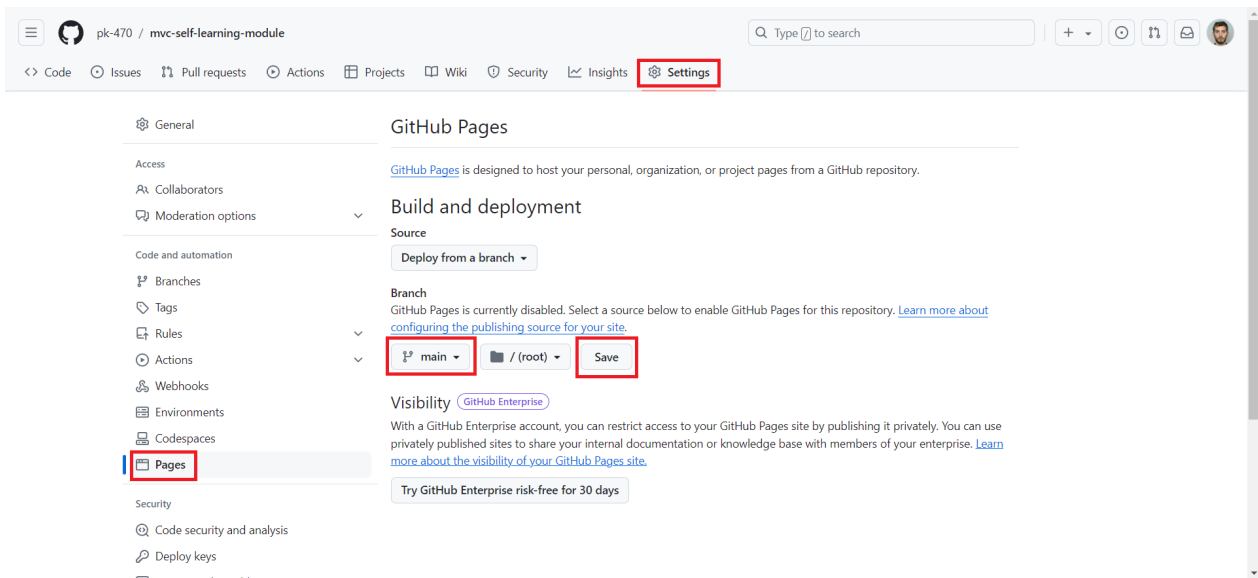 pk-470 / mvc-self-learning-module
Type / to search
Code Issues Pull requests Actions Projects Wiki Security Insights Settings
General
Access
Collaborators
Moderation options
Code and automation
Branches
Tags
Rules
Actions
Webhooks
Environments
Codespaces
Pages
Security
Code security and analysis
Deploy keys
GitHub Pages
GitHub Pages is designed to host your personal, organization, or project pages from a GitHub repository.
Build and deployment
Source
Deploy from a branch
Branch
GitHub Pages is currently disabled. Select a source below to enable GitHub Pages for this repository. Learn more about
configuring the publishing source for your site.
main / (root) Save
Visibility GitHub Enterprise
With a GitHub Enterprise account, you can restrict access to your GitHub Pages site by publishing it privately. You can use
privately published sites to share your internal documentation or knowledge base with members of your enterprise. Learn
more about the visibility of your GitHub Pages site.
Try GitHub Enterprise risk-free for 30 days